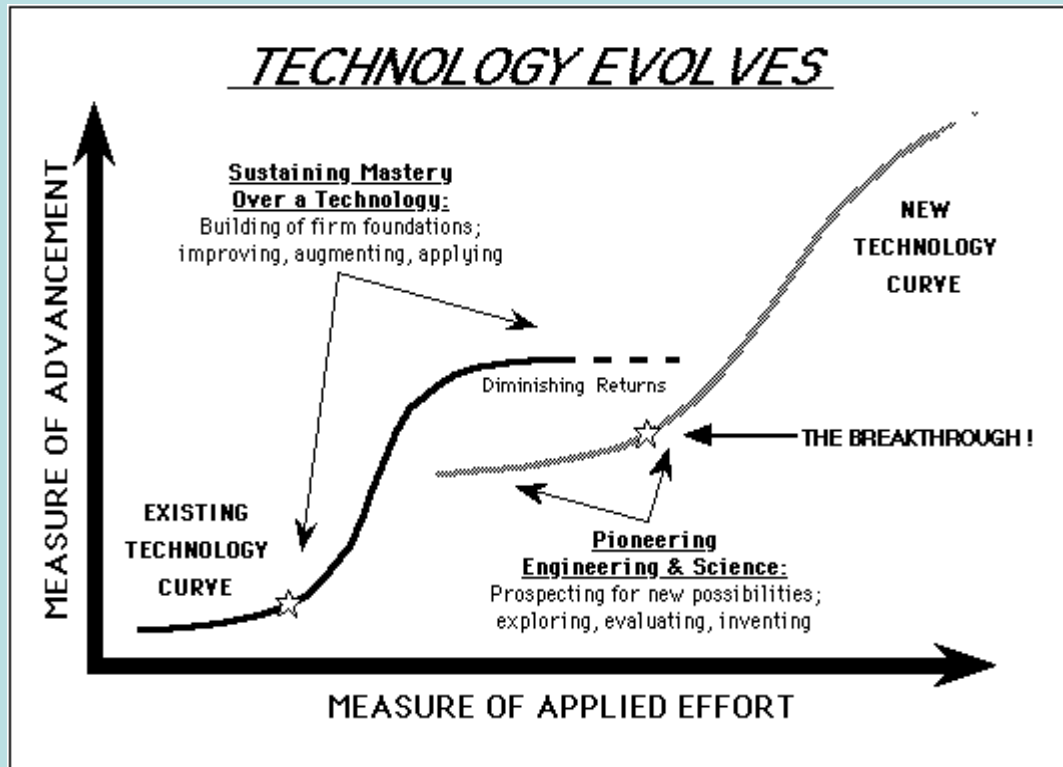 TECHNOLOGY EVOLVES
MEASURE OF ADVANCEMENT
Sustaining Mastery
Over a Technology:
Building of firm foundations;
improving, augmenting, applying
NEW
TECHNOLOGY
CURVE
Diminishing Returns
THE BREAKTHROUGH !
EXISTING
TECHNOLOGY
CURVE
Pioneering
Engineering & Science:
Prospecting for new possibilities;
exploring, evaluating, inventing
MEASURE OF APPLIED EFFORT